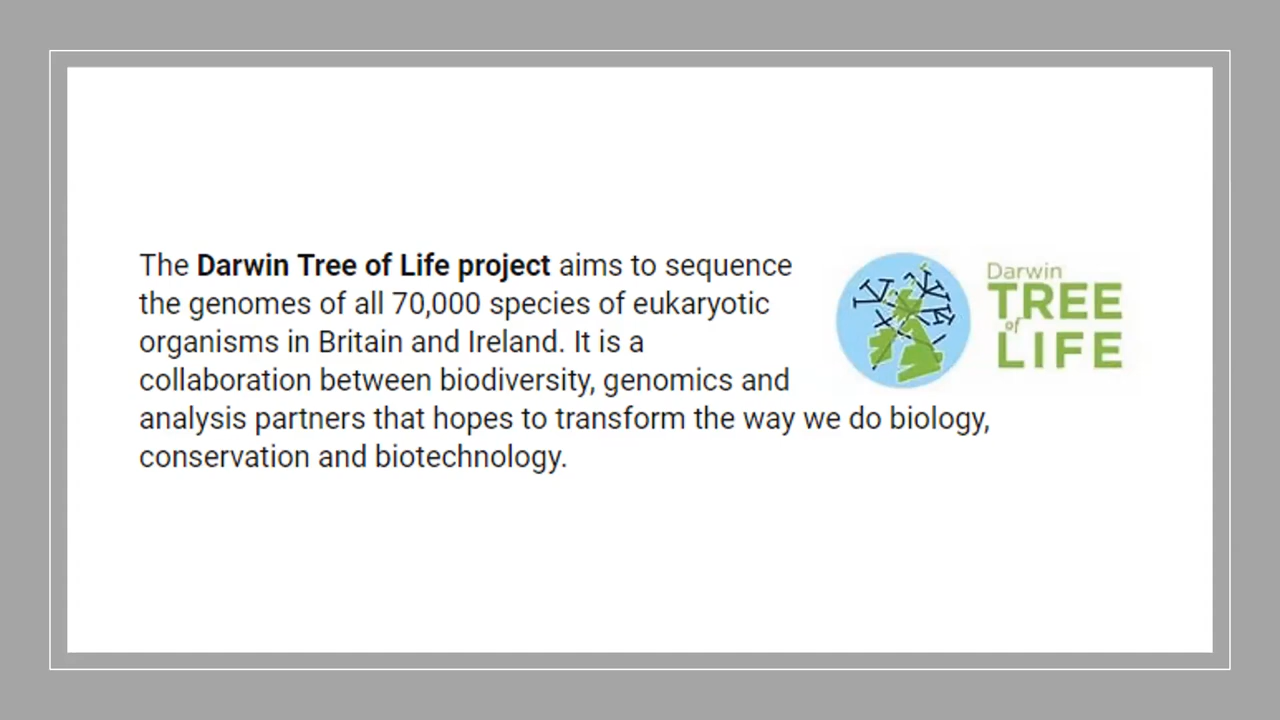 The Darwin Tree of Life project aims to sequence
the genomes of all 70,000 species of eukaryotic
organisms in Britain and Ireland. It is a
collaboration between biodiversity, genomics and
analysis partners that hopes to transform the way we do biology,
conservation and biotechnology.
Darwin
TREE
of
LIFE